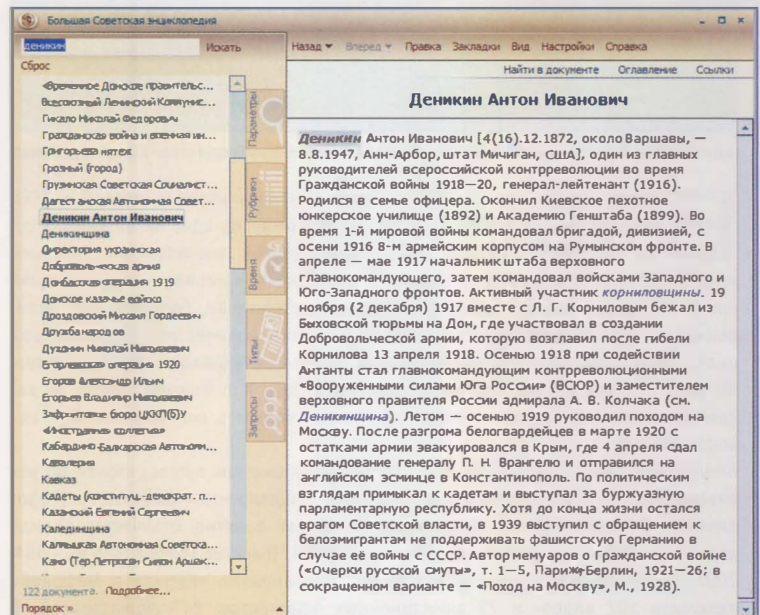 Большая Советская энциклопедия
деникин Искать
Сброс
«Временное Донское правительс...
Всесоюзный Ленинский Коммунис...
Гикало Николай Федорович
Гражданская война и военная ин...
Григорьева мятеж
Грозный (город)
Грузинская Советская Социалист...
Дагестанская Автономная Совет...
Деникин Антон Иванович
Деникинщина
Директория украинская
Добровольческая армия
Донбасская операция 1919
Донское казачье войско
Дроздовский Михаил Гордеевич
Дружба народов
Духонин Николай Николаевич
Егорлыкская операция 1920
Егоров Александр Ильич
Егорьев Владимир Николаевич
Зафронтовое бюро ЦККП(б)У
«Иностранная коллегия»
Кабардино-Балкарская Автономн...
Кавалерия
Кавказ
Кадеты (конституц.-демократ. п...
Казанский Евгений Сергеевич
Калединщина
Калмыцкая Автономная Советска...
Камо (Тер-Петросян Симон Аршак...
122 документа. Подробнее...
Порядок »
Параметры
Рубрики
Время
Типы
Запросы
Назад Вперед Правка Закладки Вид Настройки Справка
Найти в документе Оглавление Ссылки
Деникин Антон Иванович
Деникин Антон Иванович [4(16).12.1872, около Варшавы, —
8.8.1947, Анн-Арбор, штат Мичиган, США], один из главных
руководителей всероссийской контрреволюции во время
Гражданской войны 1918—20, генерал-лейтенант (1916).
Родился в семье офицера. Окончил Киевское пехотное
юнкерское училище (1892) и Академию Генштаба (1899). Во
время 1-й мировой войны командовал бригадой, дивизией, с
осени 1916 8-м армейским корпусом на Румынском фронте. В
апреле — мае 1917 начальник штаба верховного
главнокомандующего, затем командовал войсками Западного и
Юго-Западного фронтов. Активный участник корниловщины. 19
ноября (2 декабря) 1917 вместе с Л. Г. Корниловым бежал из
Быховской тюрьмы на Дон, где участвовал в создании
Добровольческой армии, которую возглавил после гибели
Корнилова 13 апреля 1918. Осенью 1918 при содействии
Антанты стал главнокомандующим контрреволюционными
«Вооруженными силами Юга России» (ВСЮР) и заместителем
верховного правителя России адмирала А. В. Колчака (см.
Деникинщина). Летом — осенью 1919 руководил походом на
Москву. После разгрома белогвардейцев в марте 1920 с
остатками армии эвакуировался в Крым, где 4 апреля сдал
командование генералу П. Н. Врангелю и отправился на
английском эсминце в Константинополь. По политическим
взглядам примыкал к кадетам и выступал за буржуазную
парламентарную республику. Хотя до конца жизни остался
врагом Советской власти, в 1939 выступил с обращением к
белоэмигрантам не поддерживать фашистскую Германию в
случае её войны с СССР. Автор мемуаров о Гражданской войне
(«Очерки русской смуты», т. 1—5, Париж-Берлин, 1921—26; в
сокращенном варианте — «Поход на Москву», М., 1928).